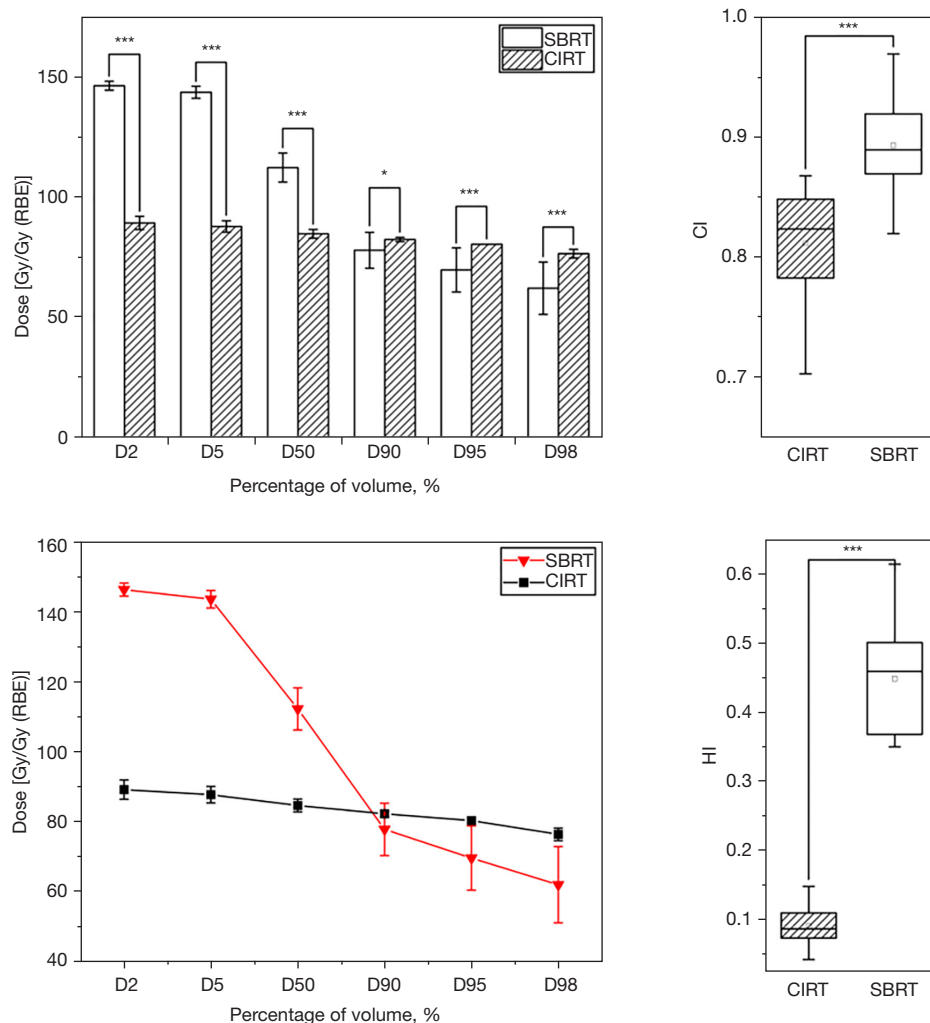 SBRT
CIRT
***
***
***
*
***
***
150
100
50
0
Dose [Gy/Gy (RBE)]
D2 D5 D50 D90 D95 D98
Percentage of volume, %
1.0
0.9
0.8
0..7
CI
***
CIRT SBRT
SBRT
CIRT
160
140
120
100
80
60
40
Dose [Gy/Gy (RBE)]
D2 D5 D50 D90 D95 D98
Percentage of volume, %
0.6
0.5
0.4
0.3
0.2
0.1
HI
***
CIRT SBRT